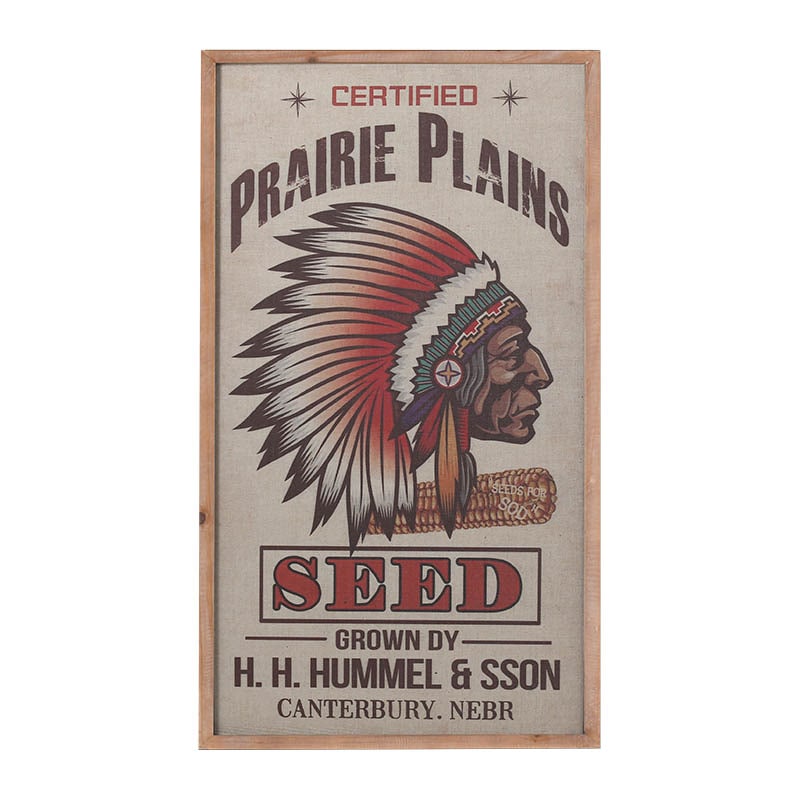 CERTIFIED
PRAIRIE PLAINS
SEEDS FOR
SEED
GROWN DY
H. H. HUMMEL & SSON
CANTERBURY. NEBR